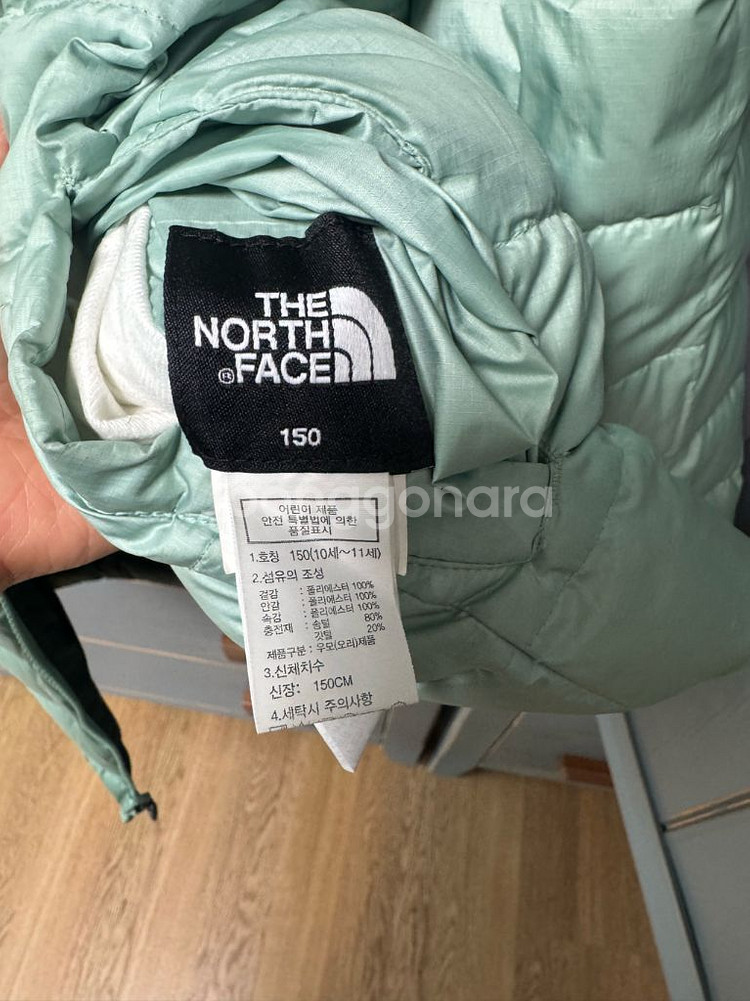 THE
NORTH
®FACE
150
어린이 제품
안전 특별법에 의한
품질표시
1.호칭 150(10세~11세)
2.섬유의 조성
겉감 : 폴리에스터 100%
안감 : 폴리에스터 100%
속감 : 폴리에스터 100%
충전재 : 솜털 80%
깃털 20%
제품구분 : 우모(오리)제품
3.신체치수
신장: 150CM
4.세탁시 주의사항